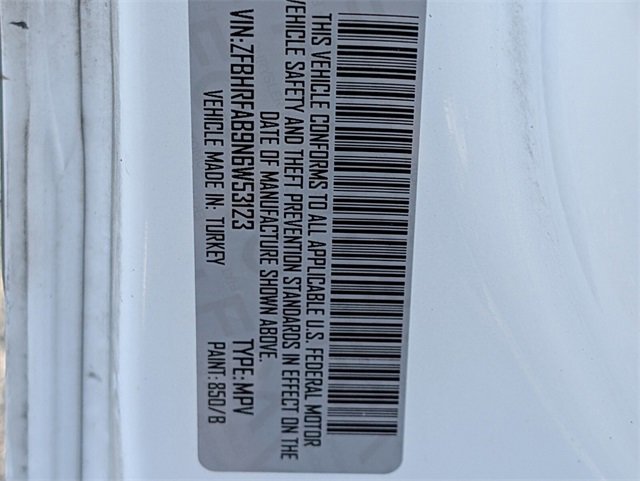 THIS VEHICLE CONFORMS TO ALL APPLICABLE U.S. FEDERAL MOTOR
VEHICLE SAFETY AND THEFT PREVENTION STANDARDS IN EFFECT ON THE
DATE OF MANUFACTURE SHOWN ABOVE.
VIN: ZFBHRFAB9N6W53123 TYPE: MPV
VEHICLE MADE IN: TURKEY PAINT: 850/B